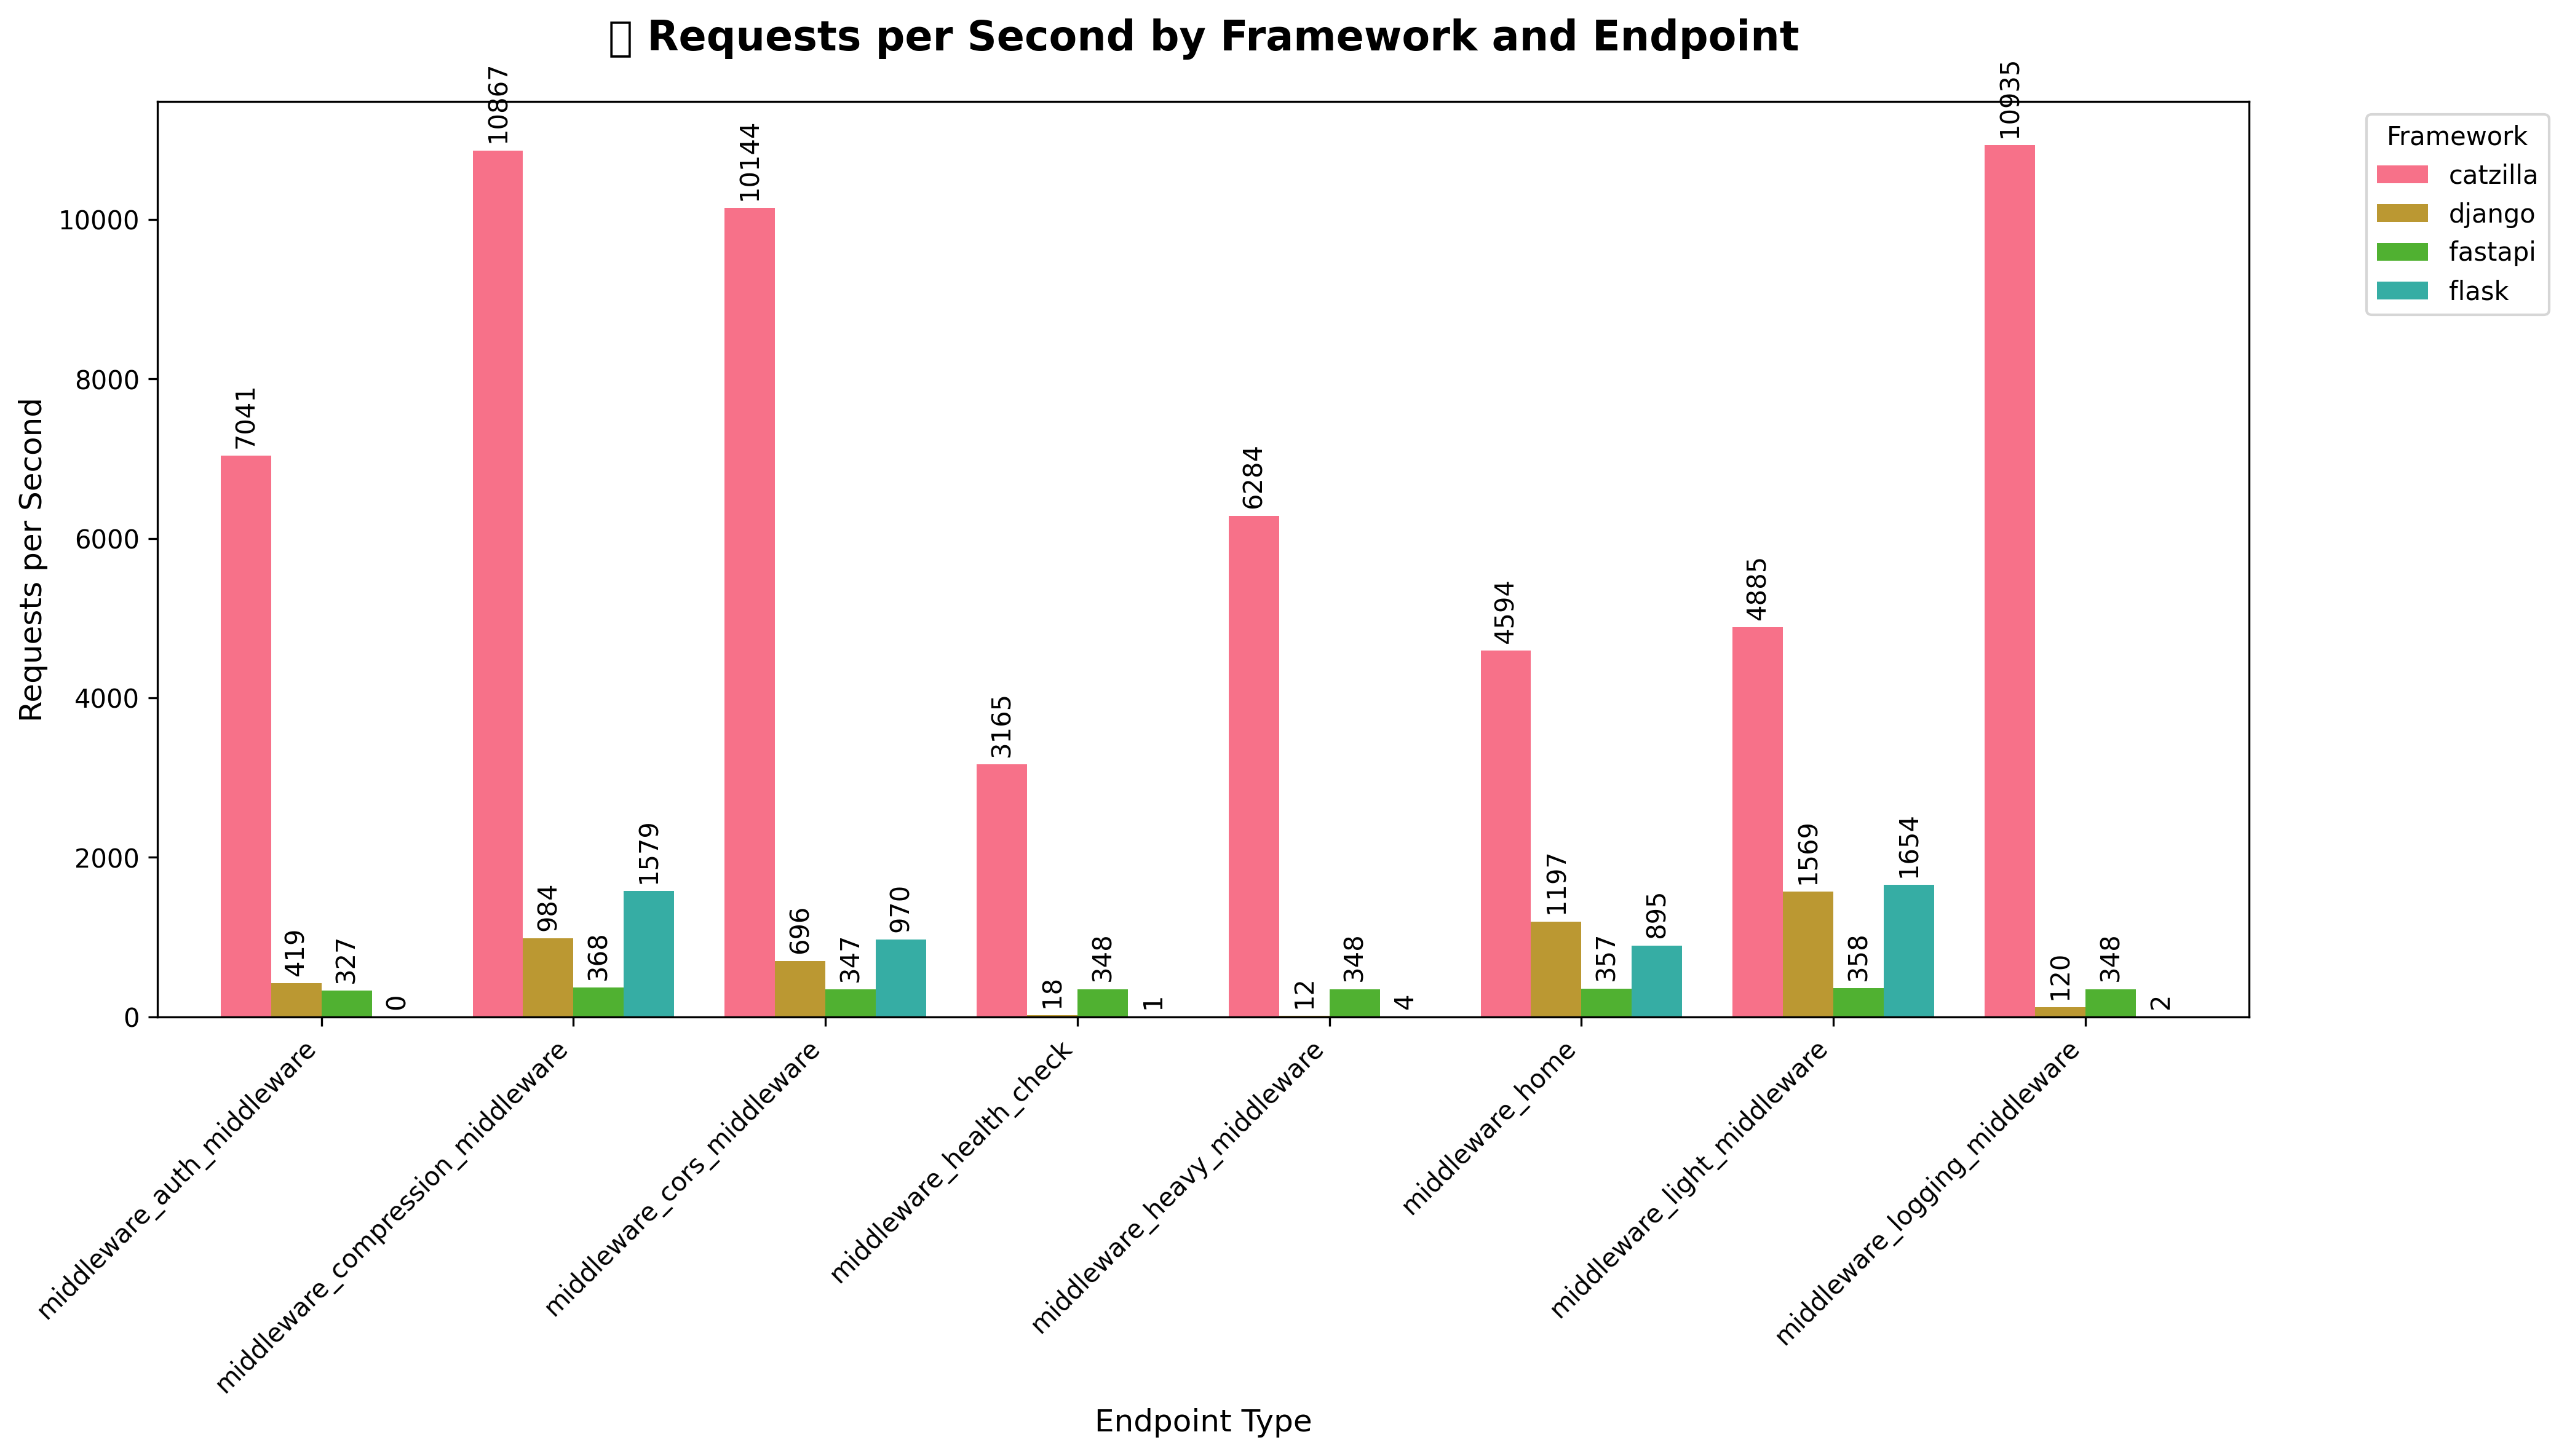 Requests per Second by Framework and Endpoint
Requests per Second
10000
8000
6000
4000
2000
0
7041
419
327
0
10867
984
368
1579
10144
696
347
970
3165
18
348
1
6284
12
348
4
4594
1197
357
895
4885
1569
358
1654
10935
120
348
2
middleware_auth_middleware
middleware_compression_middleware
middleware_cors_middleware
middleware_health_check
middleware_heavy_middleware
middleware_home
middleware_light_middleware
middleware_logging_middleware
Endpoint Type
Framework
catzilla
django
fastapi
flask